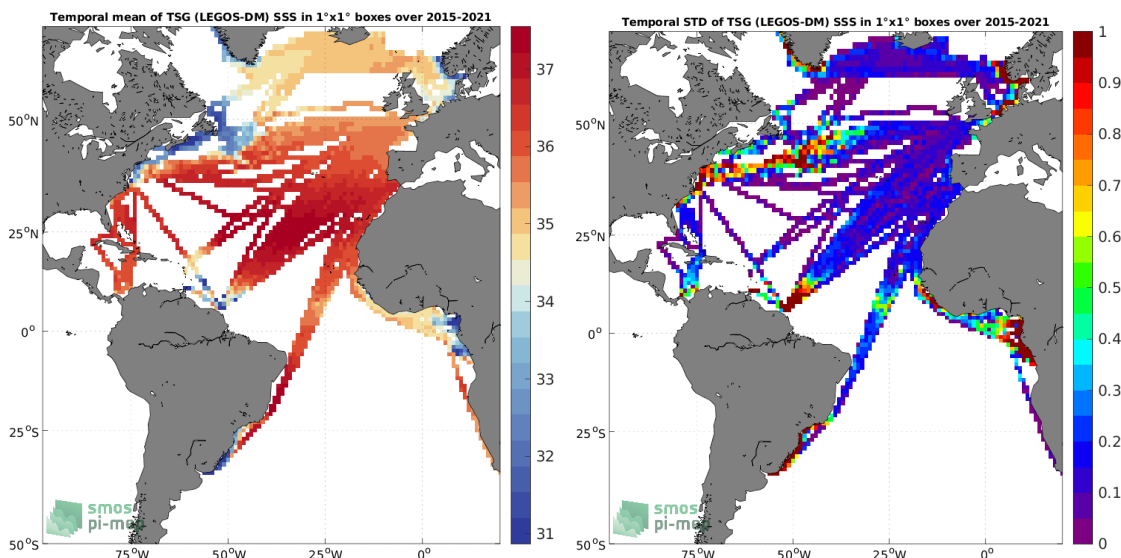 Temporal mean of TSG (LEGOS-DM) SSS in 1°x1° boxes over 2015-2021
50°N
25°N
0°
25°S
50°S
75°W
50°W
25°W
0°
37
36
35
34
33
32
31
smos
pi-mep
Temporal STD of TSG (LEGOS-DM) SSS in 1°x1° boxes over 2015-2021
50°N
25°N
0°
25°S
50°S
75°W
50°W
25°W
0°
1
0.9
0.8
0.7
0.6
0.5
0.4
0.3
0.2
0.1
0
smos
pi-mep